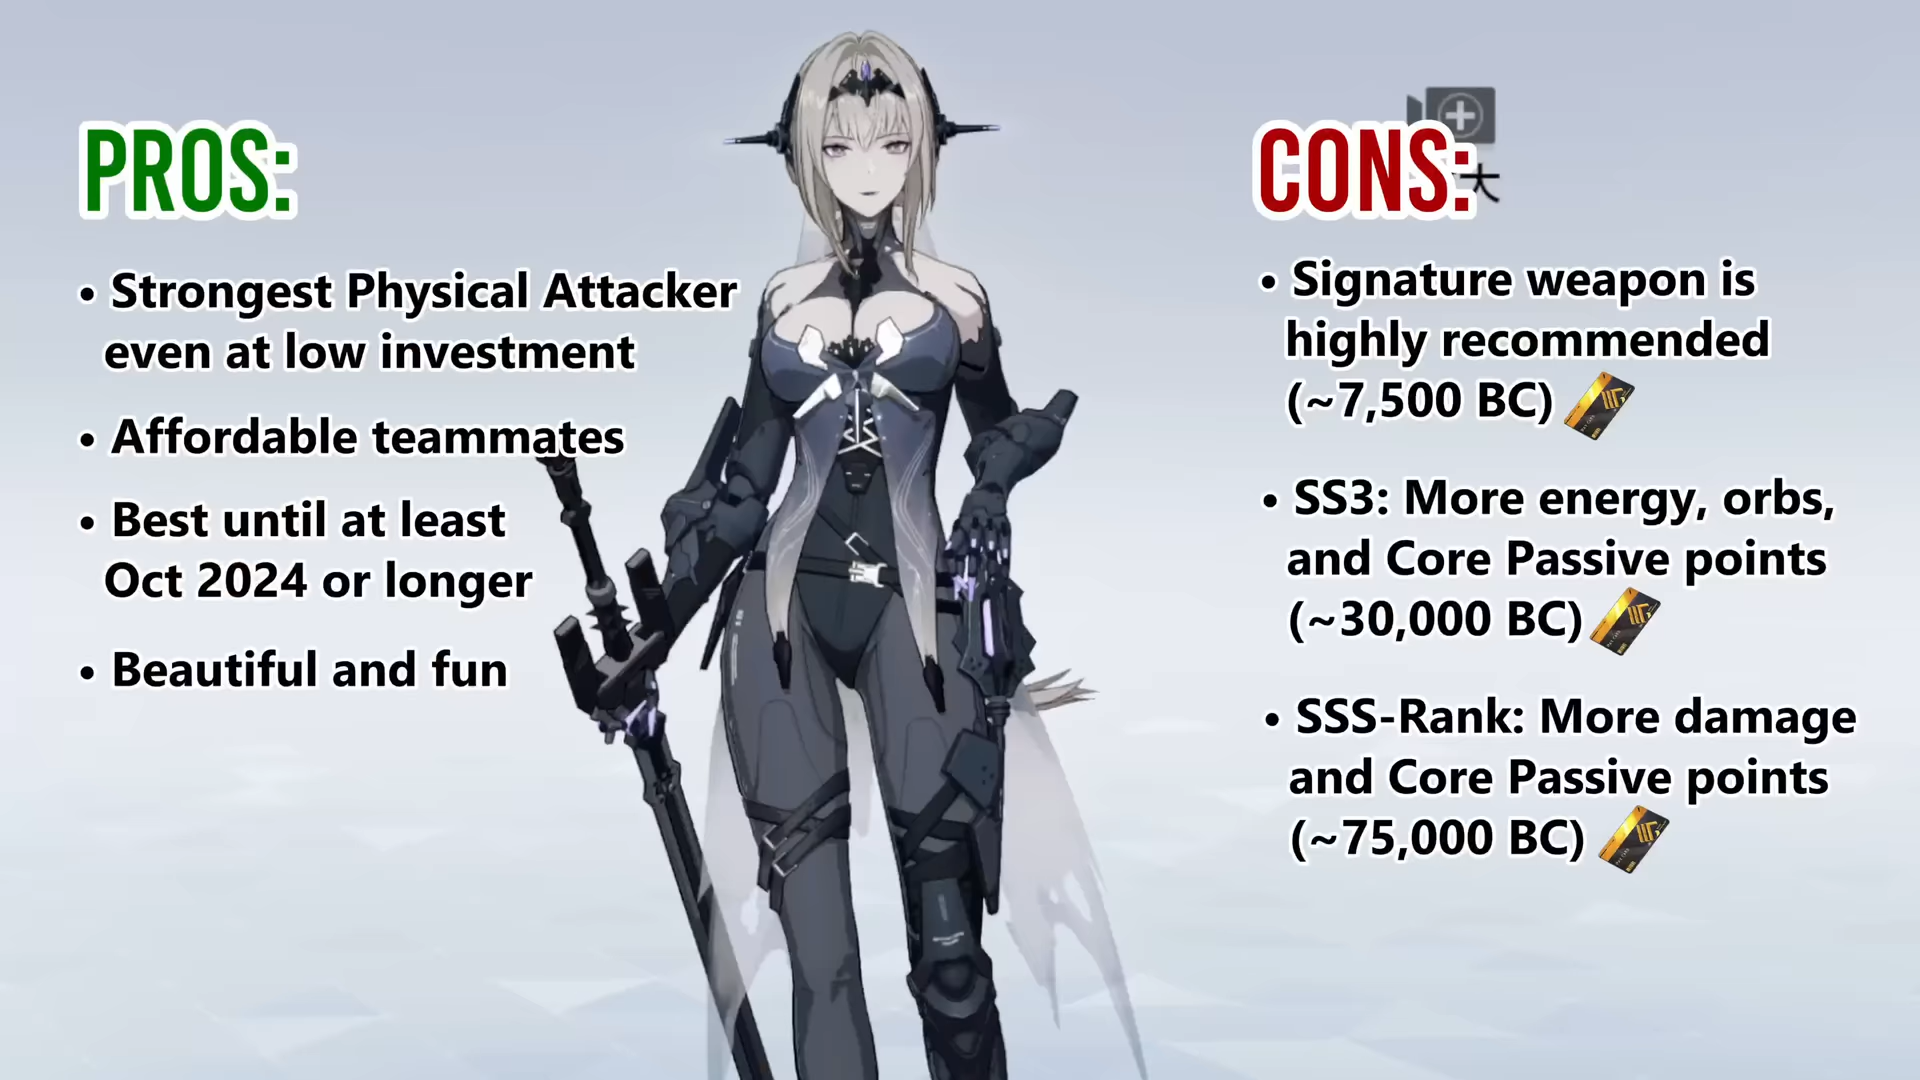 PROS:
• Strongest Physical Attacker
even at low investment
• Affordable teammates
• Best until at least
Oct 2024 or longer
• Beautiful and fun
CONS:
大
• Signature weapon is
highly recommended
(~7,500 BC)
• SS3: More energy, orbs,
and Core Passive points
(~30,000 BC)
• SSS-Rank: More damage
and Core Passive points
(~75,000 BC)